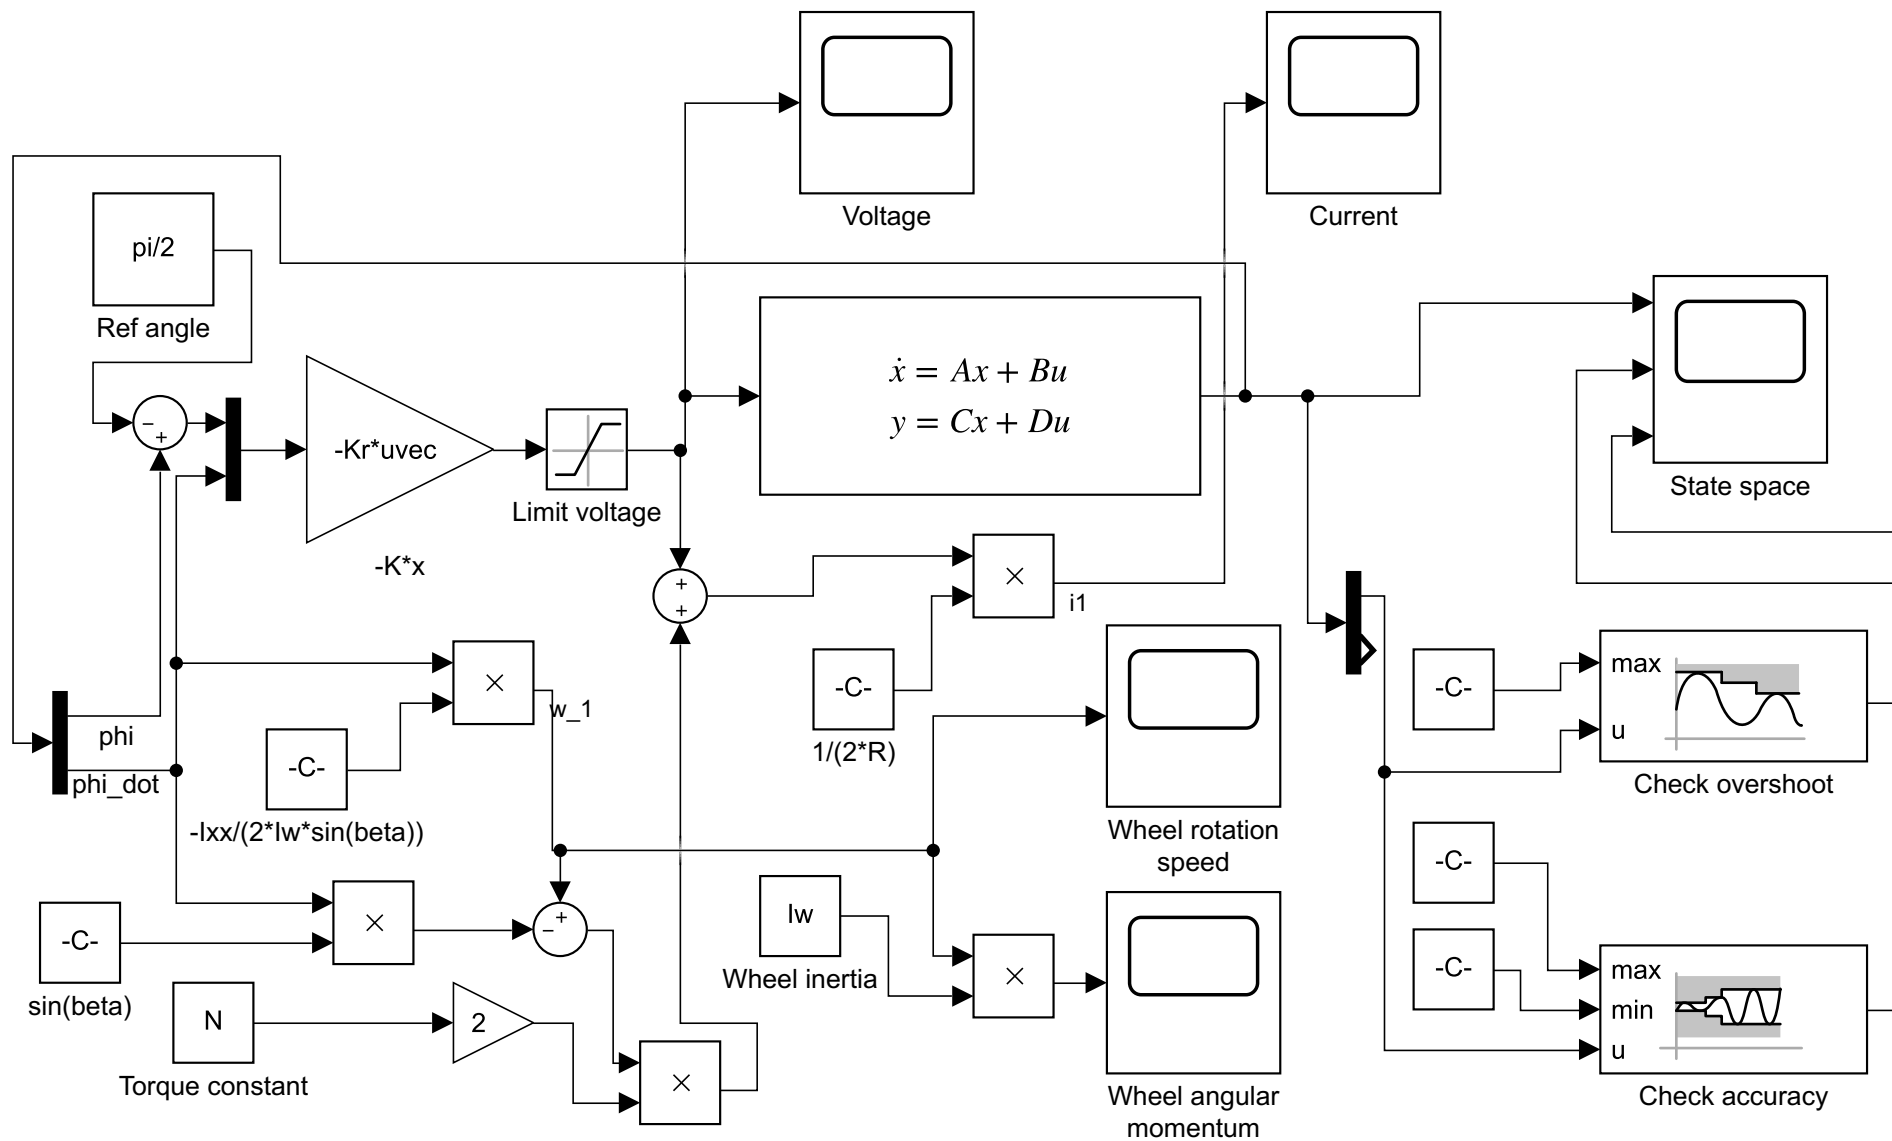 Voltage
Current
pi/2
Ref angle
ẋ = Ax + Bu
y = Cx + Du
−
+
-Kr*uvec
Limit voltage
State space
-K*x
+
+
×
i1
-C-
1/(2*R)
×
w_1
phi
phi_dot
-C-
-Ixx/(2*Iw*sin(beta))
Wheel rotation
speed
-C-
max
u
Check overshoot
-C-
-C-
max
min
u
Check accuracy
-C-
sin(beta)
×
+
−
Iw
Wheel inertia
×
Wheel angular
momentum
N
Torque constant
2
×